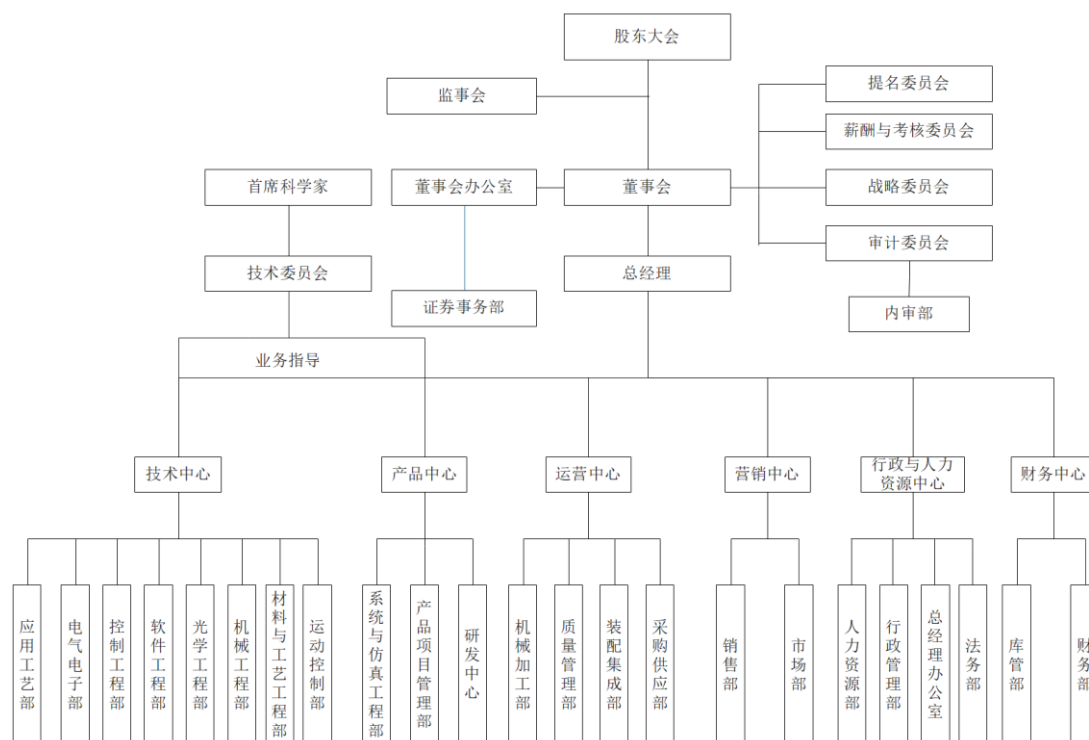 股东大会
监事会
提名委员会
薪酬与考核委员会
首席科学家
董事会办公室
董事会
战略委员会
审计委员会
技术委员会
总经理
证券事务部
内审部
业务指导
技术中心
产品中心
运营中心
营销中心
行政与人力
资源中心
财务中心
应用工艺部
电气电子部
控制工程部
软件工程部
光学工程部
机械工程部
材料与工艺工程部
运动控制部
系统与仿真工程部
产品项目管理部
研发中心
机械加工部
质量管理部
装配集成部
采购供应部
销售部
市场部
人力资源部
行政管理部
总经理办公室
法务部
库管部
财务部